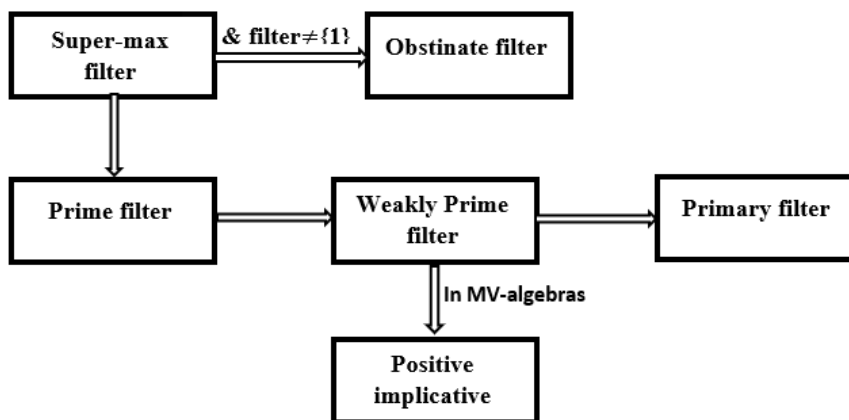 Super-max
filter
& filter≠{1}
Obstinate filter
Prime filter
Weakly Prime
filter
Primary filter
In MV-algebras
Positive
implicative